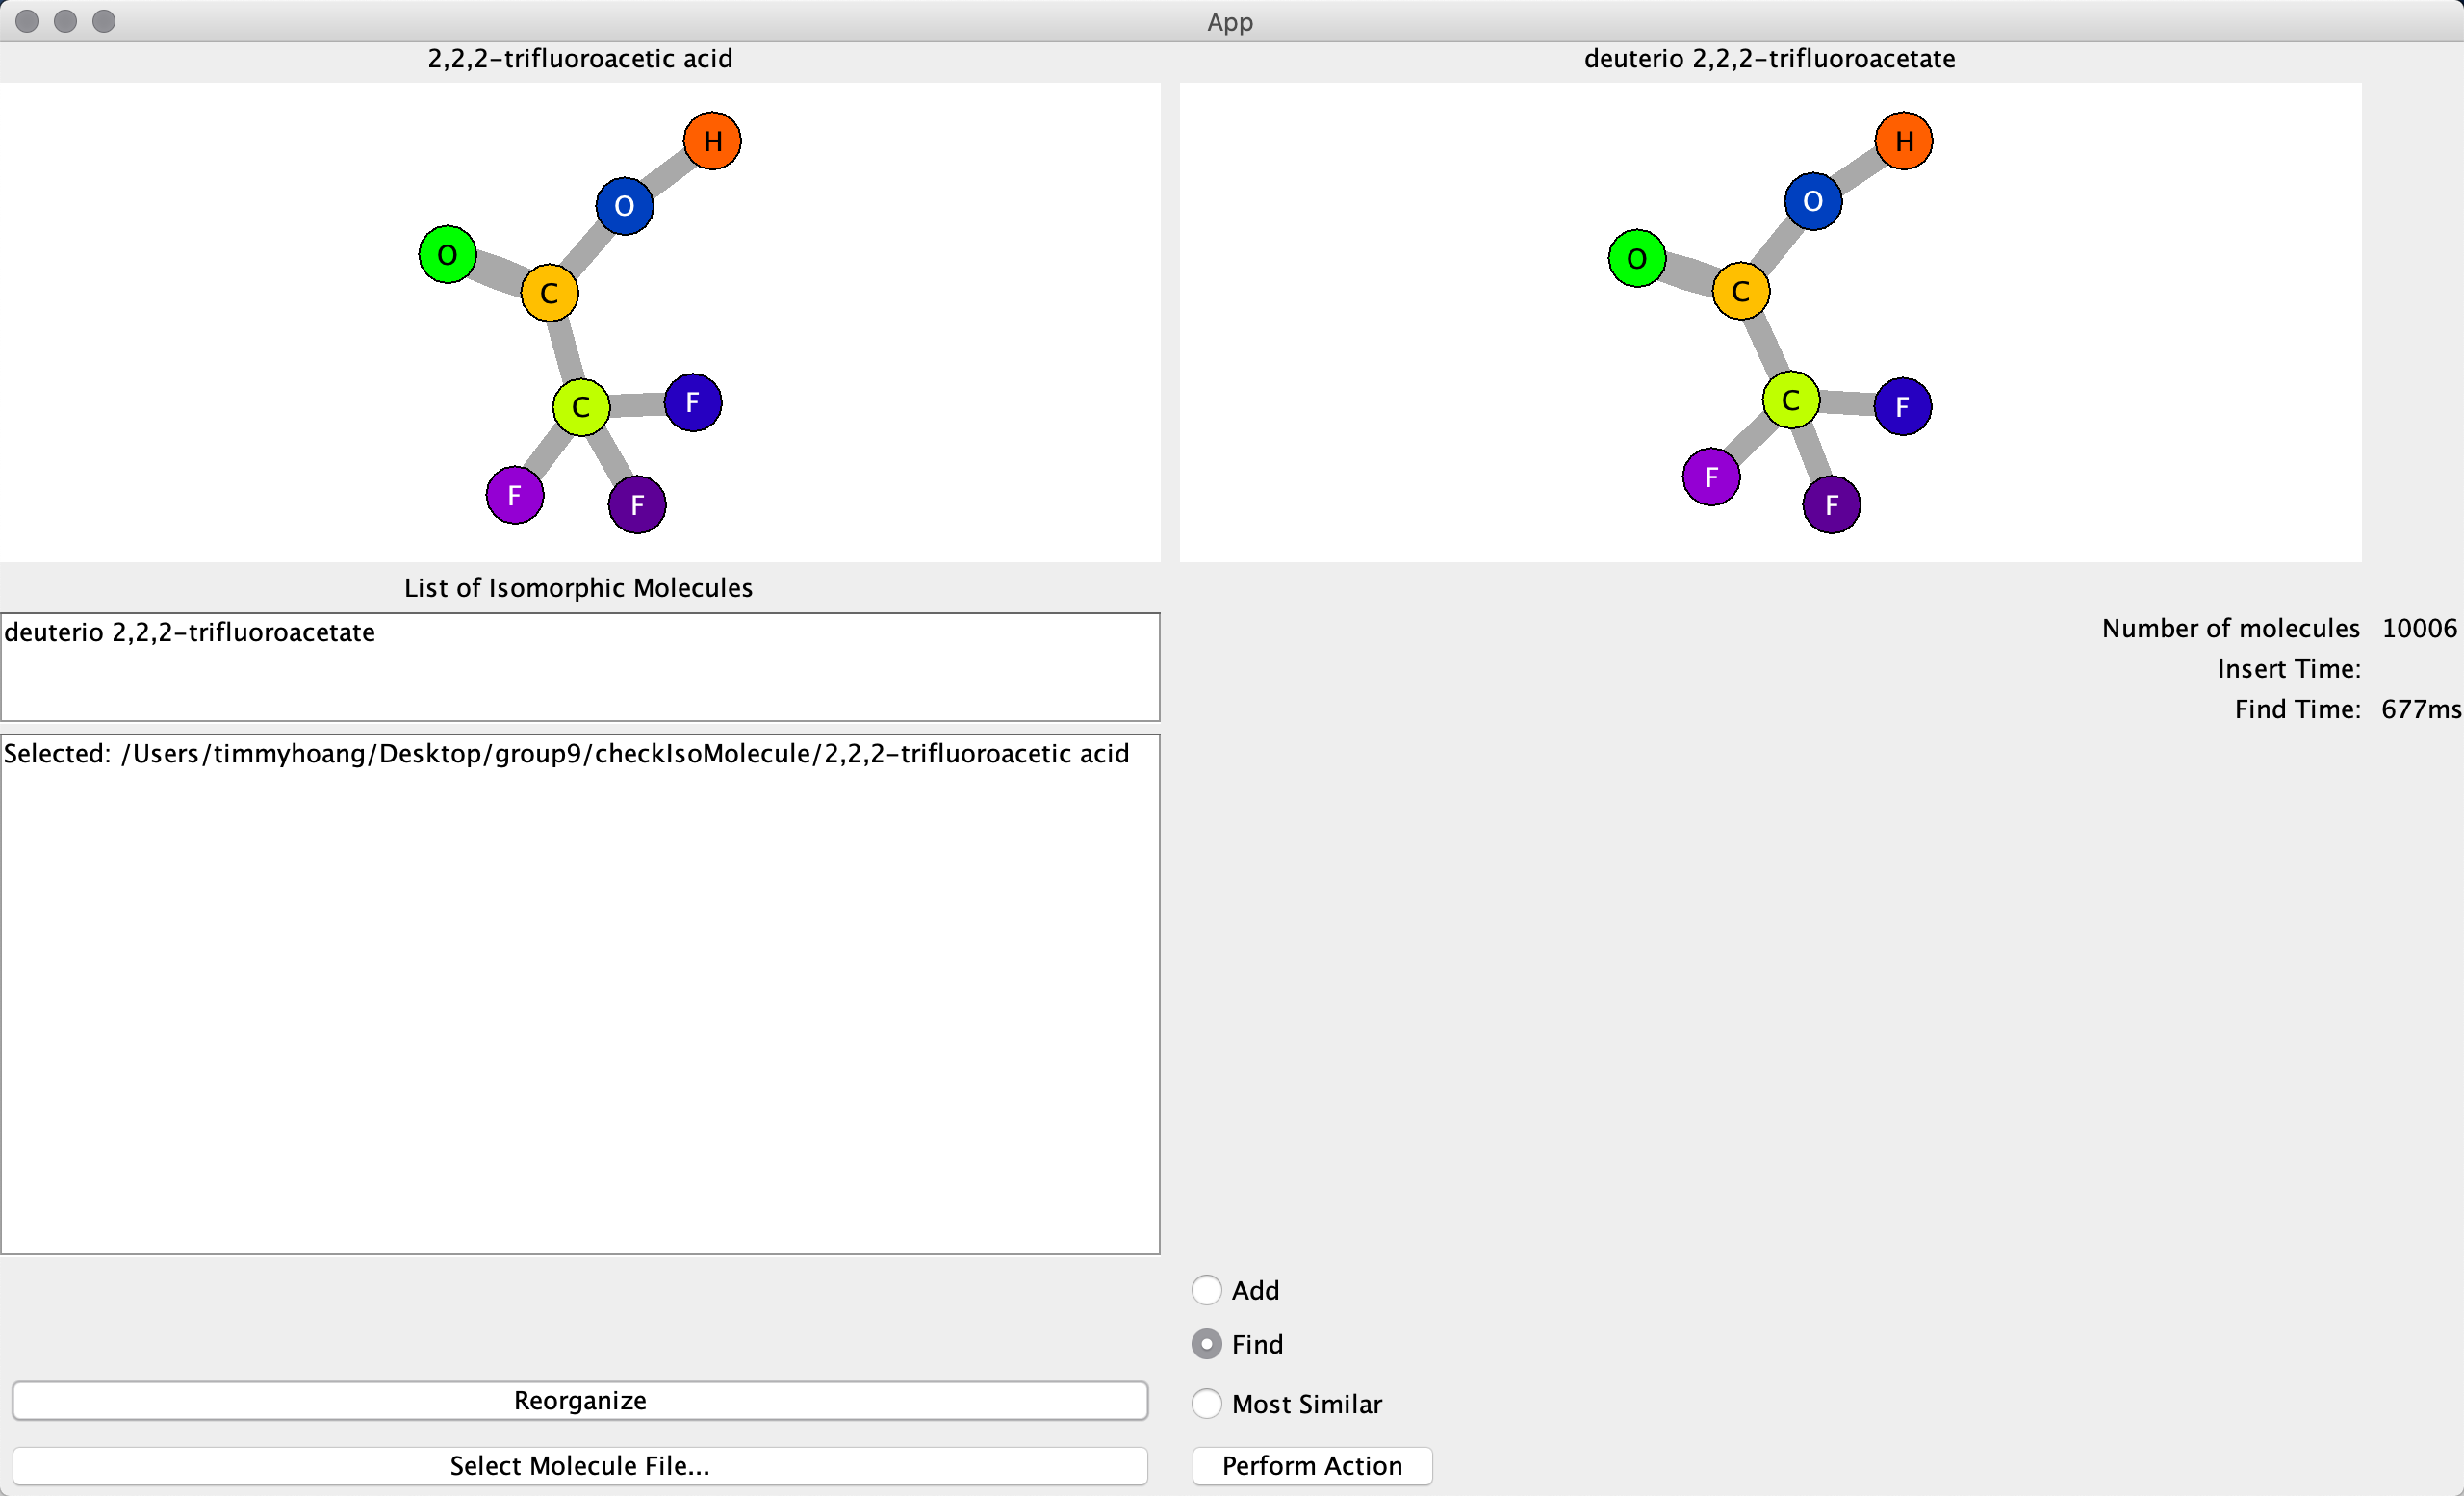 App
2,2,2-trifluoroacetic acid
deuterio 2,2,2-trifluoroacetate
H
O
O
C
C
F
F
F
H
O
O
C
C
F
F
F
List of Isomorphic Molecules
deuterio 2,2,2-trifluoroacetate
Number of molecules 10006
Insert Time:
Find Time: 677ms
Selected: /Users/timmyhoang/Desktop/group9/checkIsoMolecule/2,2,2-trifluoroacetic acid
Add
Find
Most Similar
Reorganize
Select Molecule File...
Perform Action